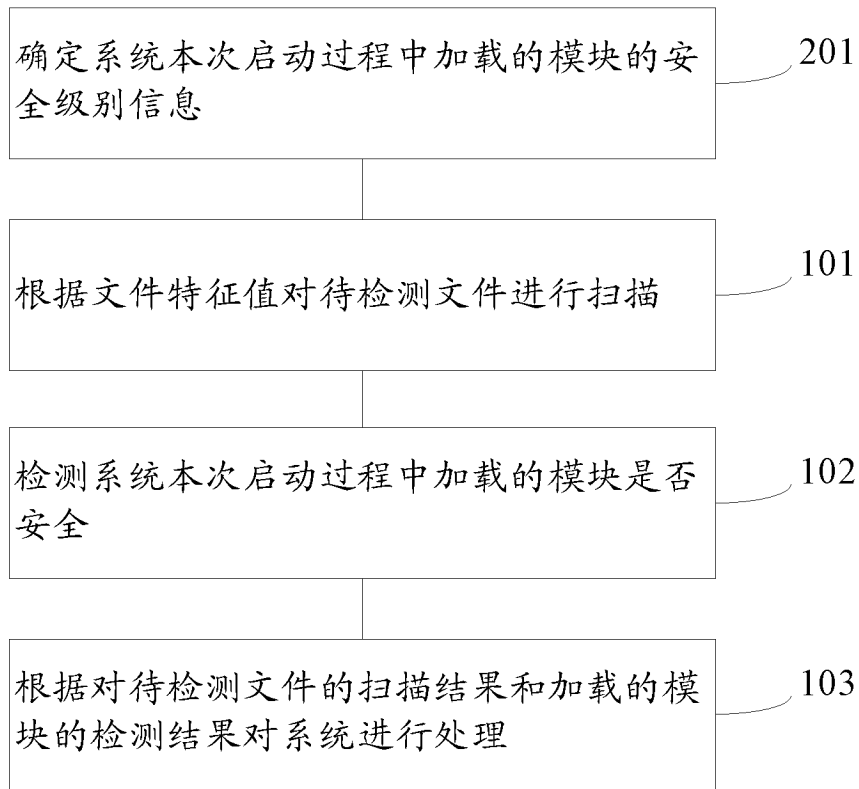 确定系统本次启动过程中加载的模块的安
全级别信息
201
根据文件特征值对待检测文件进行扫描
101
检测系统本次启动过程中加载的模块是否
安全
102
根据对待检测文件的扫描结果和加载的模
块的检测结果对系统进行处理
103